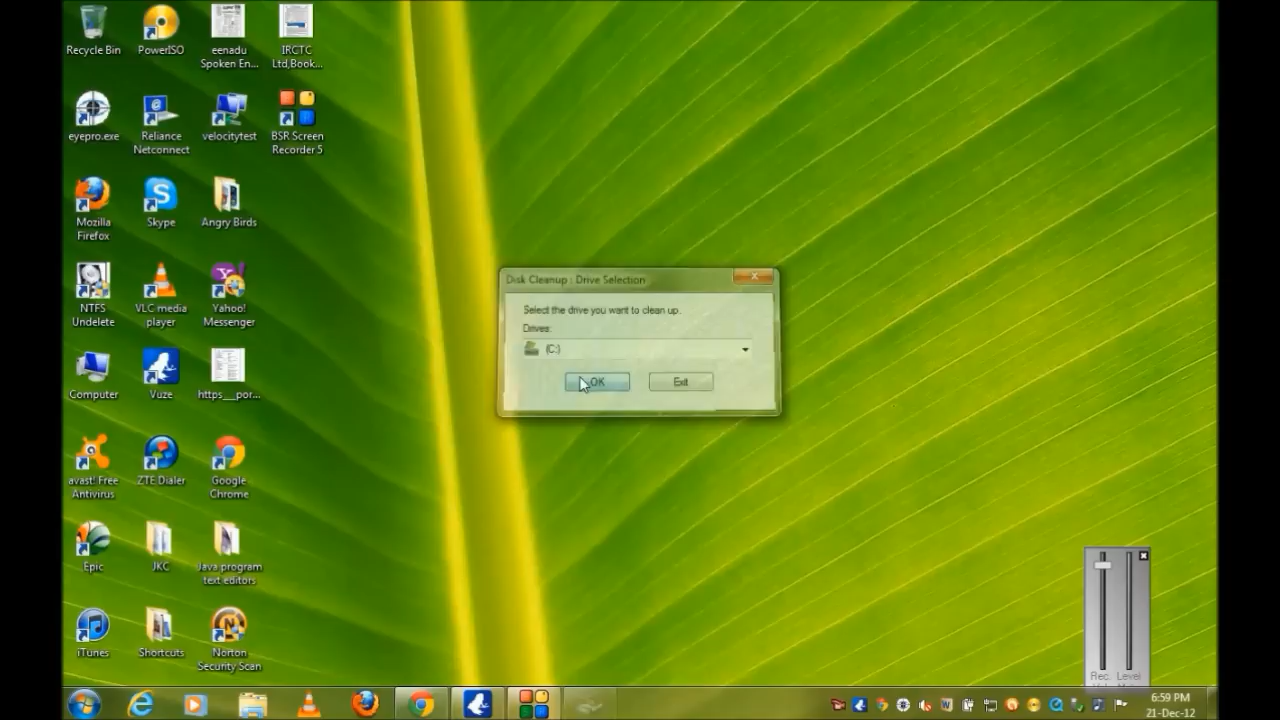 Recycle Bin
PowerISO
eenadu
Spoken En...
IRCTC
Ltd,Book...
eyepro.exe
Reliance
Netconnect
velocitytest
BSR Screen
Recorder 5
Mozilla
Firefox
Skype
Angry Birds
NTFS
Undelete
VLC media
player
Yahoo!
Messenger
Computer
Vuze
https___por...
avast! Free
Antivirus
ZTE Dialer
Google
Chrome
Epic
JKC
Java program
text editors
iTunes
Shortcuts
Norton
Security Scan
Disk Cleanup : Drive Selection
Select the drive you want to clean up.
Drives:
(C:)
OK
Exit
Rec. Level
6:59 PM
21-Dec-12